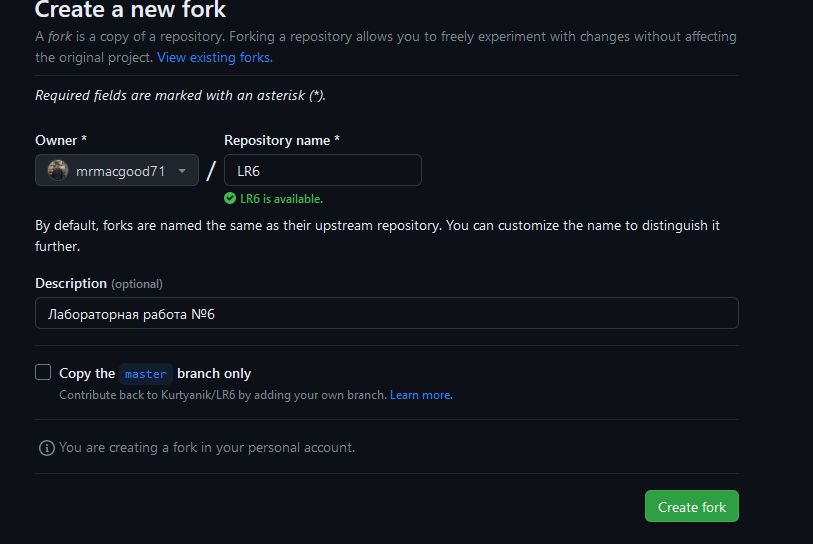 Create a new fork
A fork is a copy of a repository. Forking a repository allows you to freely experiment with changes without affecting
the original project. View existing forks.
Required fields are marked with an asterisk (*).
Owner *
Repository name *
mrmacgood71
/
LR6
LR6 is available.
By default, forks are named the same as their upstream repository. You can customize the name to distinguish it
further.
Description (optional)
Лабораторная работа №6
Copy the master branch only
Contribute back to Kurtyanik/LR6 by adding your own branch. Learn more.
You are creating a fork in your personal account.
Create fork